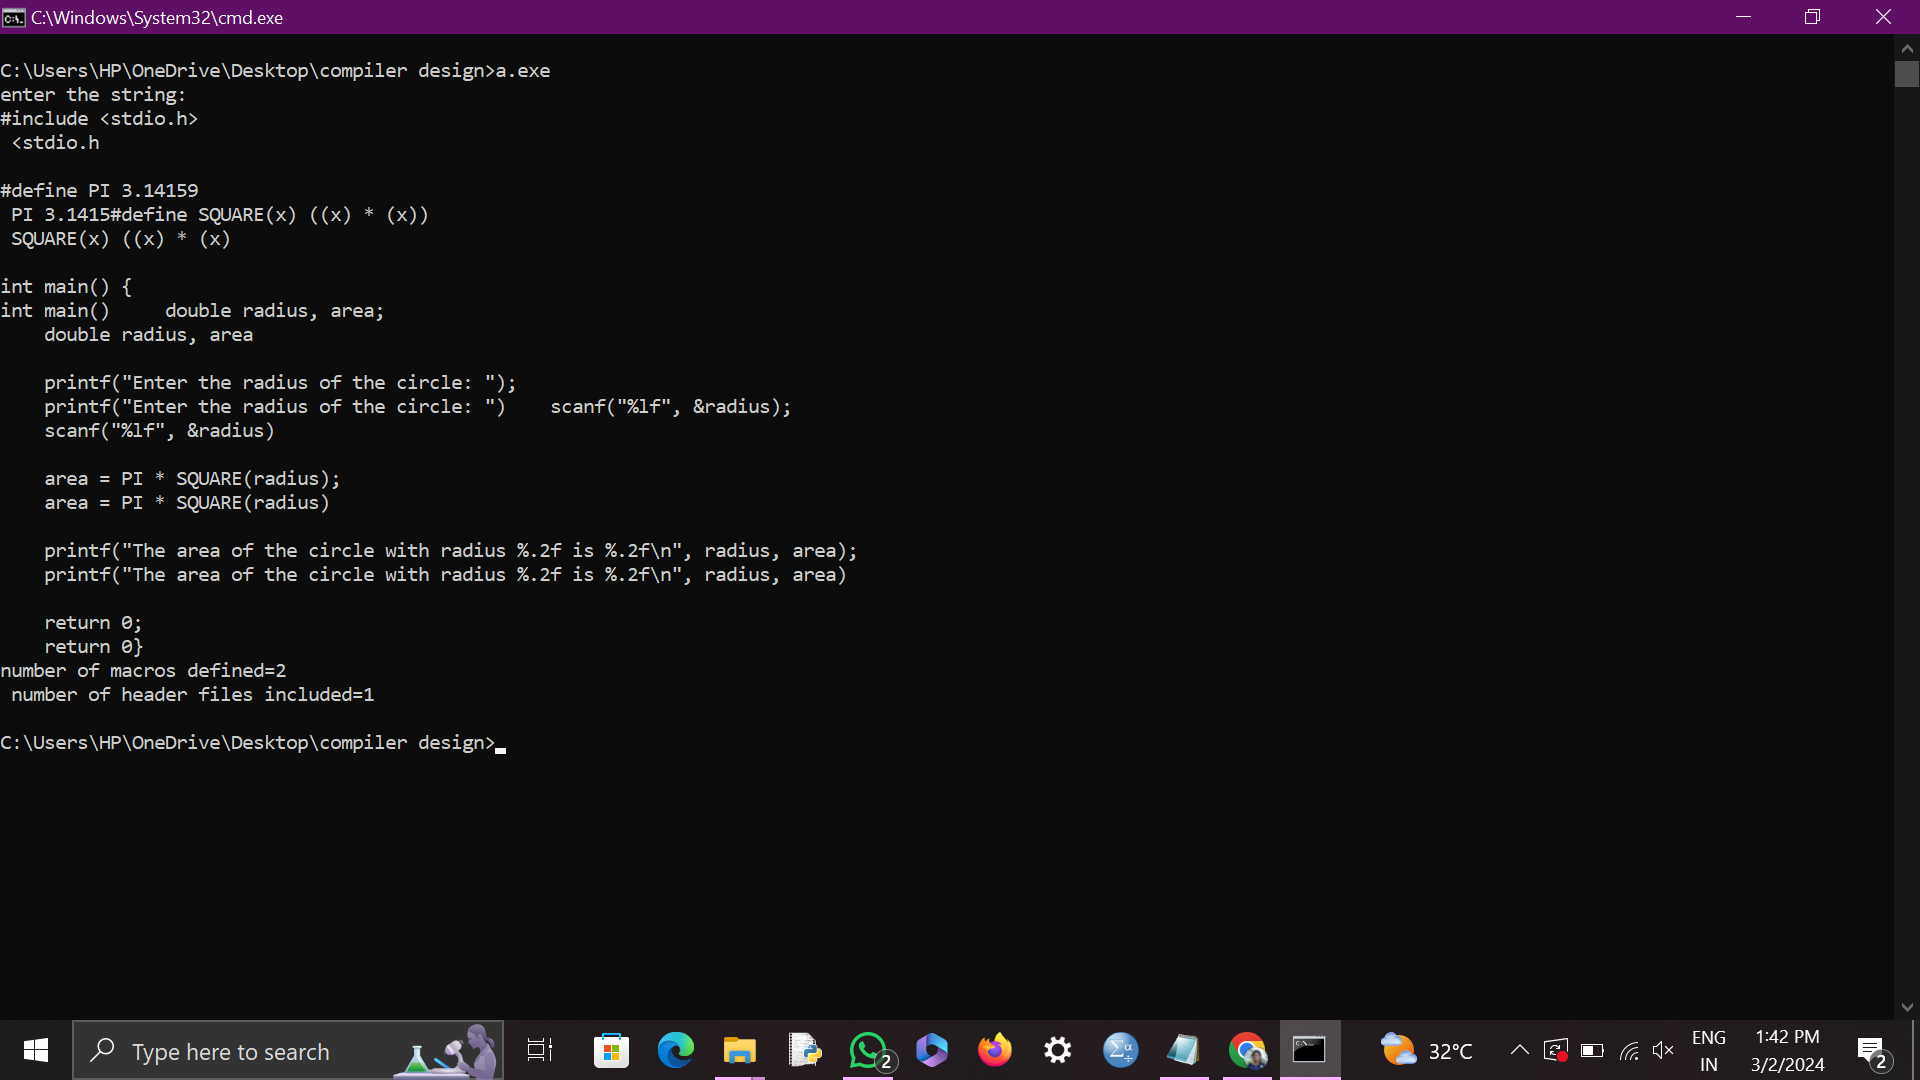 C:\Windows\System32\cmd.exe
C:\Users\HP\OneDrive\Desktop\compiler design>a.exe
enter the string:
#include <stdio.h>
 <stdio.h
#define PI 3.14159
 PI 3.1415#define SQUARE(x) ((x) * (x))
 SQUARE(x) ((x) * (x)
int main() {
int main()     double radius, area;
    double radius, area
    printf("Enter the radius of the circle: ");
    printf("Enter the radius of the circle: ")    scanf("%lf", &radius);
    scanf("%lf", &radius)
    area = PI * SQUARE(radius);
    area = PI * SQUARE(radius)
    printf("The area of the circle with radius %.2f is %.2f\n", radius, area);
    printf("The area of the circle with radius %.2f is %.2f\n", radius, area)
    return 0;
    return 0}
number of macros defined=2
 number of header files included=1
C:\Users\HP\OneDrive\Desktop\compiler design>
Type here to search
2
32°C
ENG
IN
1:42 PM
3/2/2024
2